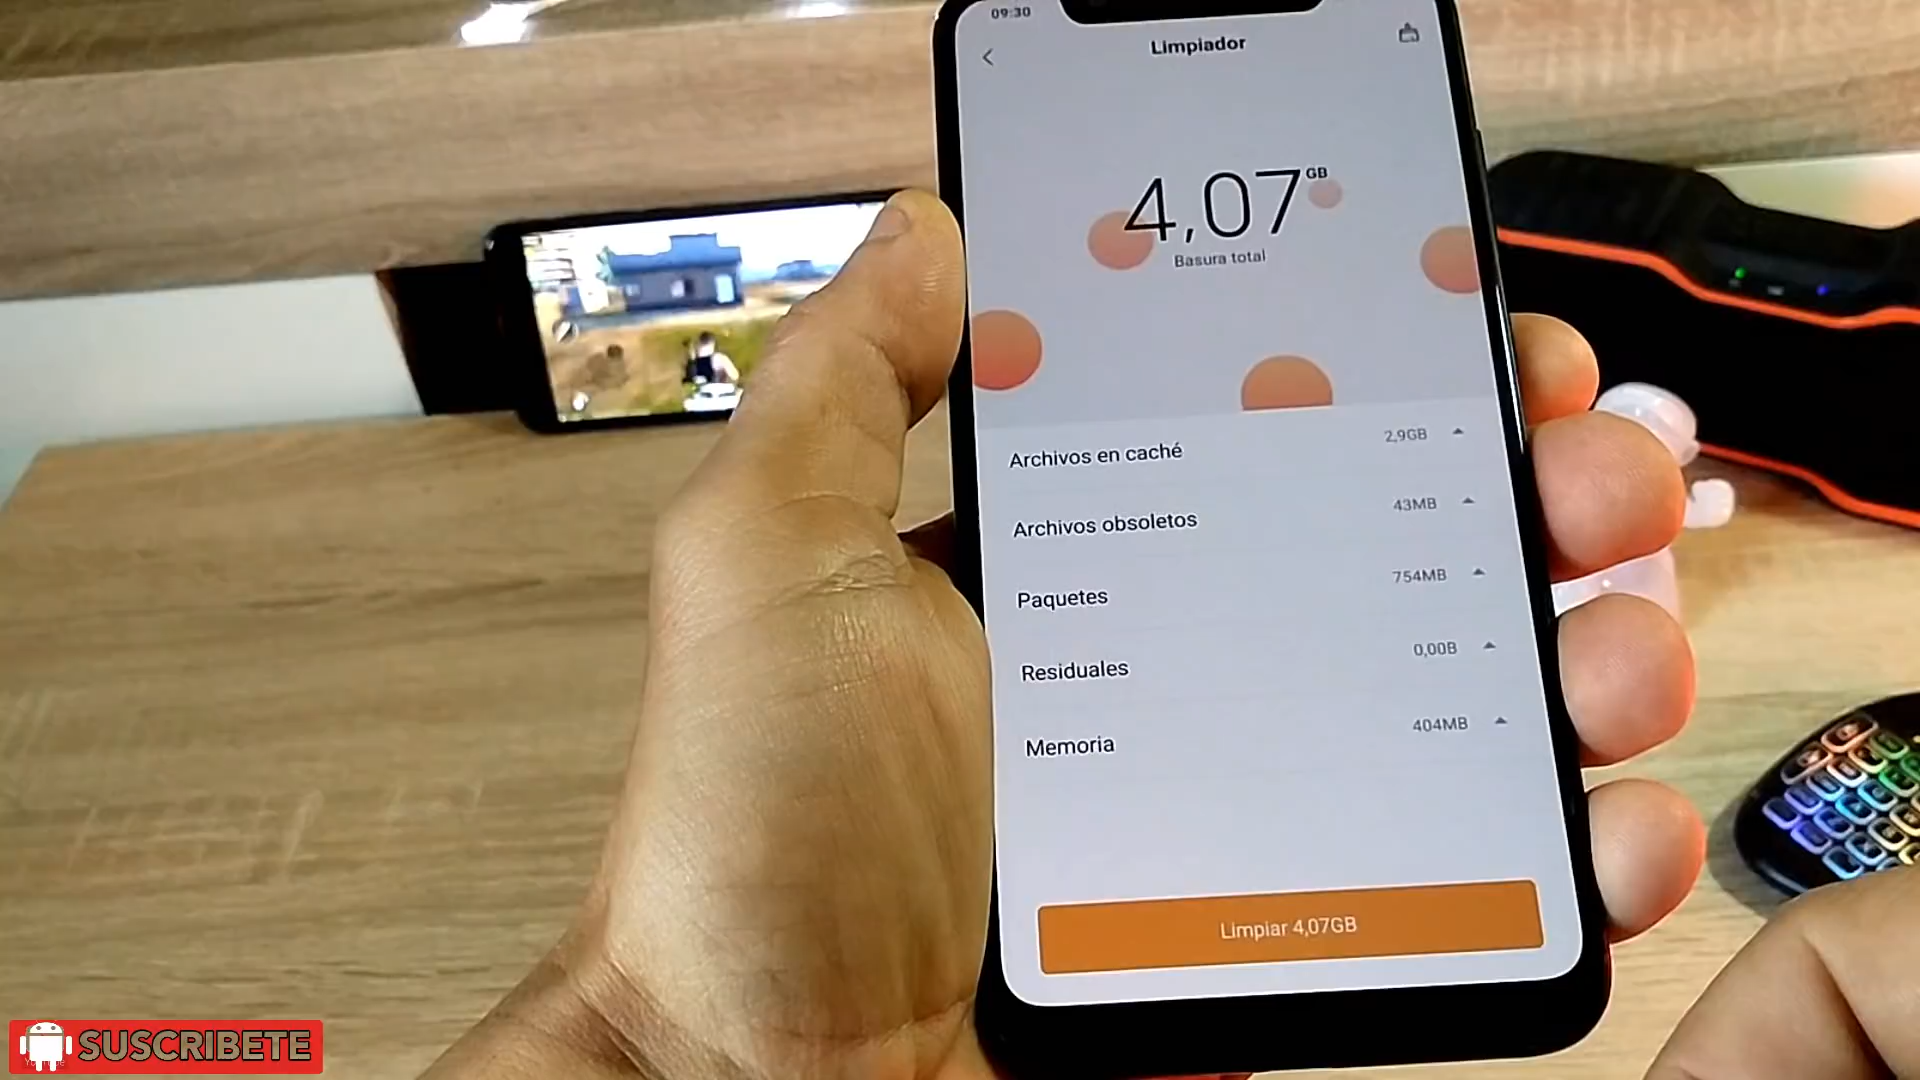 09:30
Limpiador
4,07 GB
Basura total
Archivos en caché 2,9GB
Archivos obsoletos 43MB
Paquetes 754MB
Residuales 0,00B
Memoria 404MB
Limpiar 4,07GB
SUSCRIBETE